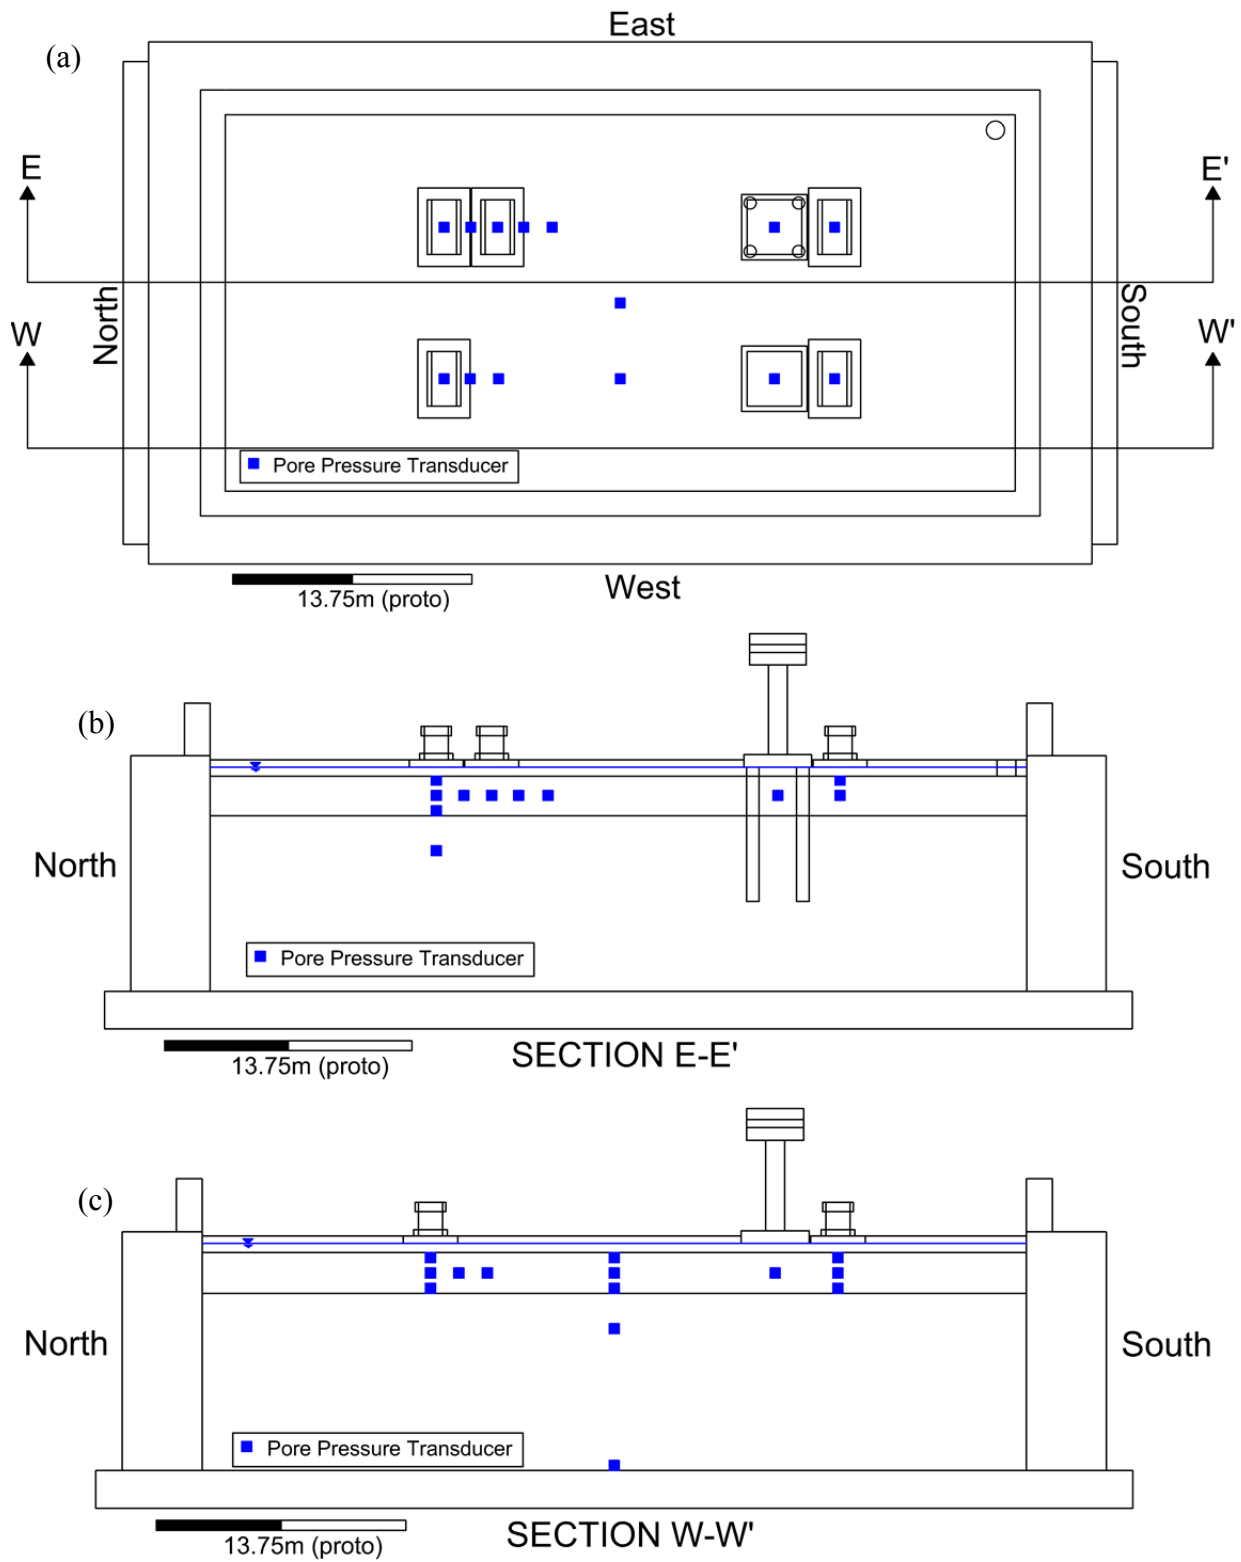 East
(a)
E
E'
North
South
W
W'
Pore Pressure Transducer
West
13.75m (proto)
(b)
North
South
Pore Pressure Transducer
13.75m (proto)
SECTION E-E'
(c)
North
South
Pore Pressure Transducer
13.75m (proto)
SECTION W-W'